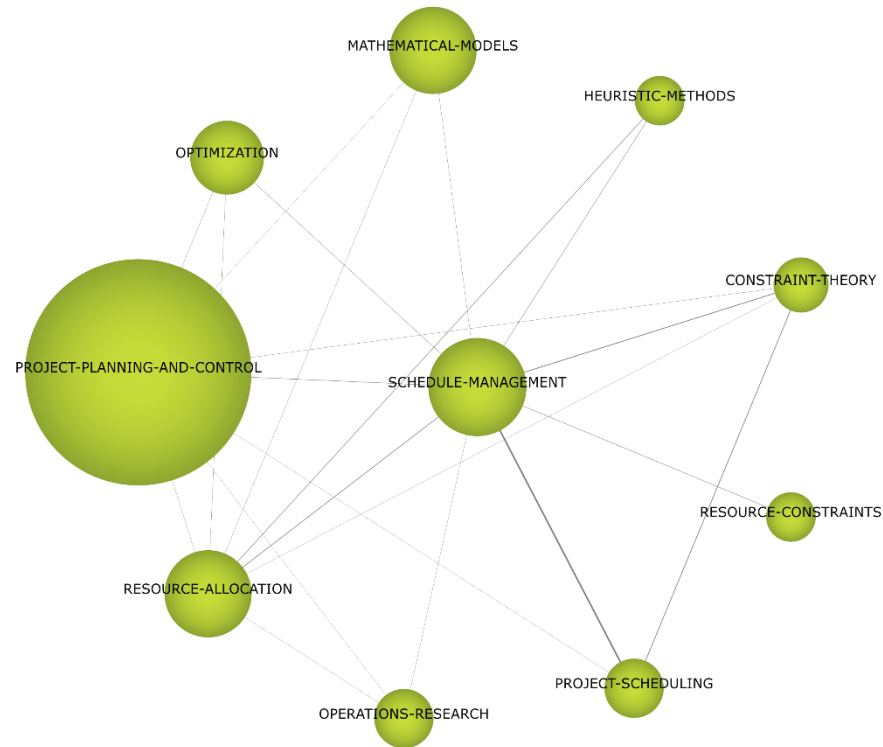 MATHEMATICAL-MODELS
HEURISTIC-METHODS
OPTIMIZATION
CONSTRAINT-THEORY
PROJECT-PLANNING-AND-CONTROL
SCHEDULE-MANAGEMENT
RESOURCE-CONSTRAINTS
RESOURCE-ALLOCATION
PROJECT-SCHEDULING
OPERATIONS-RESEARCH